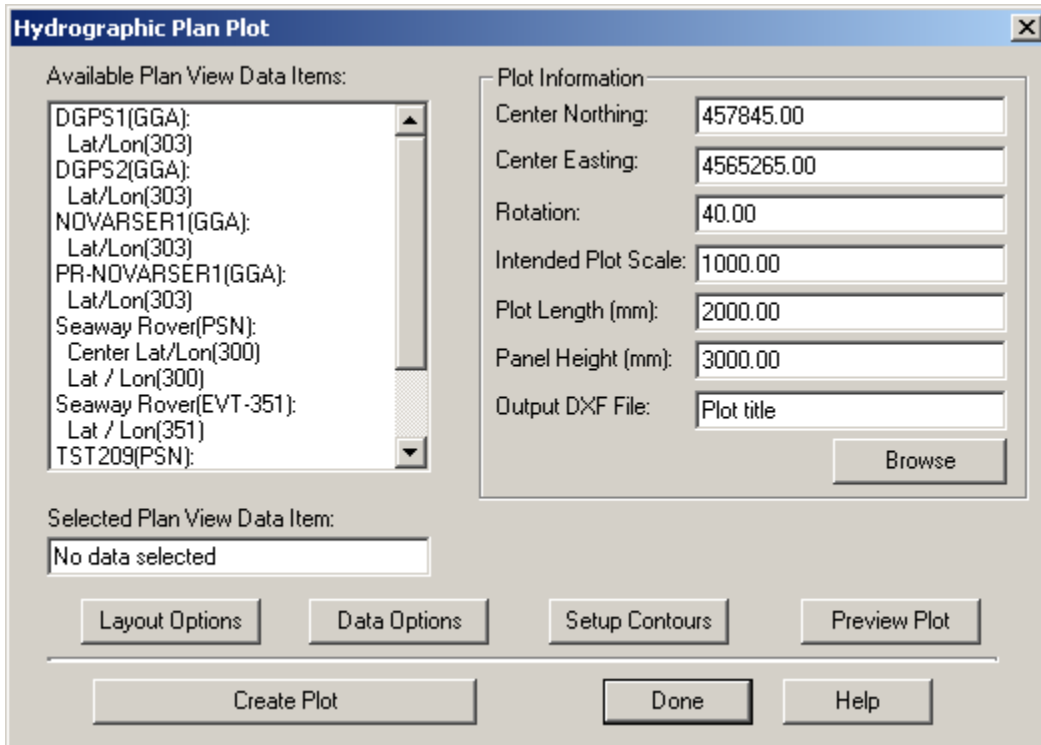 Hydrographic Plan Plot
Available Plan View Data Items:
DGPS1(GGA):
Lat/Lon(303)
DGPS2(GGA):
Lat/Lon(303)
NOVARSER1(GGA):
Lat/Lon(303)
PR-NOVARSER1(GGA):
Lat/Lon(303)
Seaway Rover(PSN):
Center Lat/Lon(300)
Lat / Lon(300)
Seaway Rover(EVT-351):
Lat / Lon(351)
TST209(PSN):
Selected Plan View Data Item:
No data selected
Plot Information
Center Northing: 457845.00
Center Easting: 4565265.00
Rotation: 40.00
Intended Plot Scale: 1000.00
Plot Length (mm): 2000.00
Panel Height (mm): 3000.00
Output DXF File: Plot title
Browse
Layout Options Data Options Setup Contours Preview Plot
Create Plot Done Help